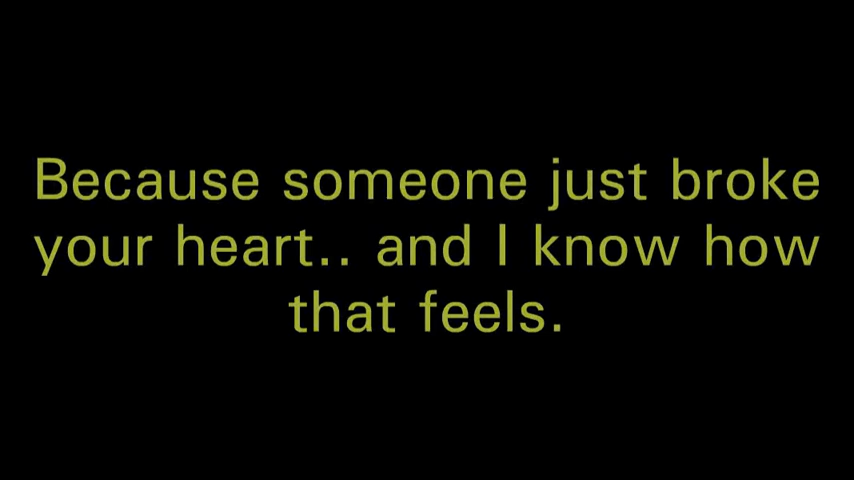 Because someone just broke
your heart.. and I know how
that feels.